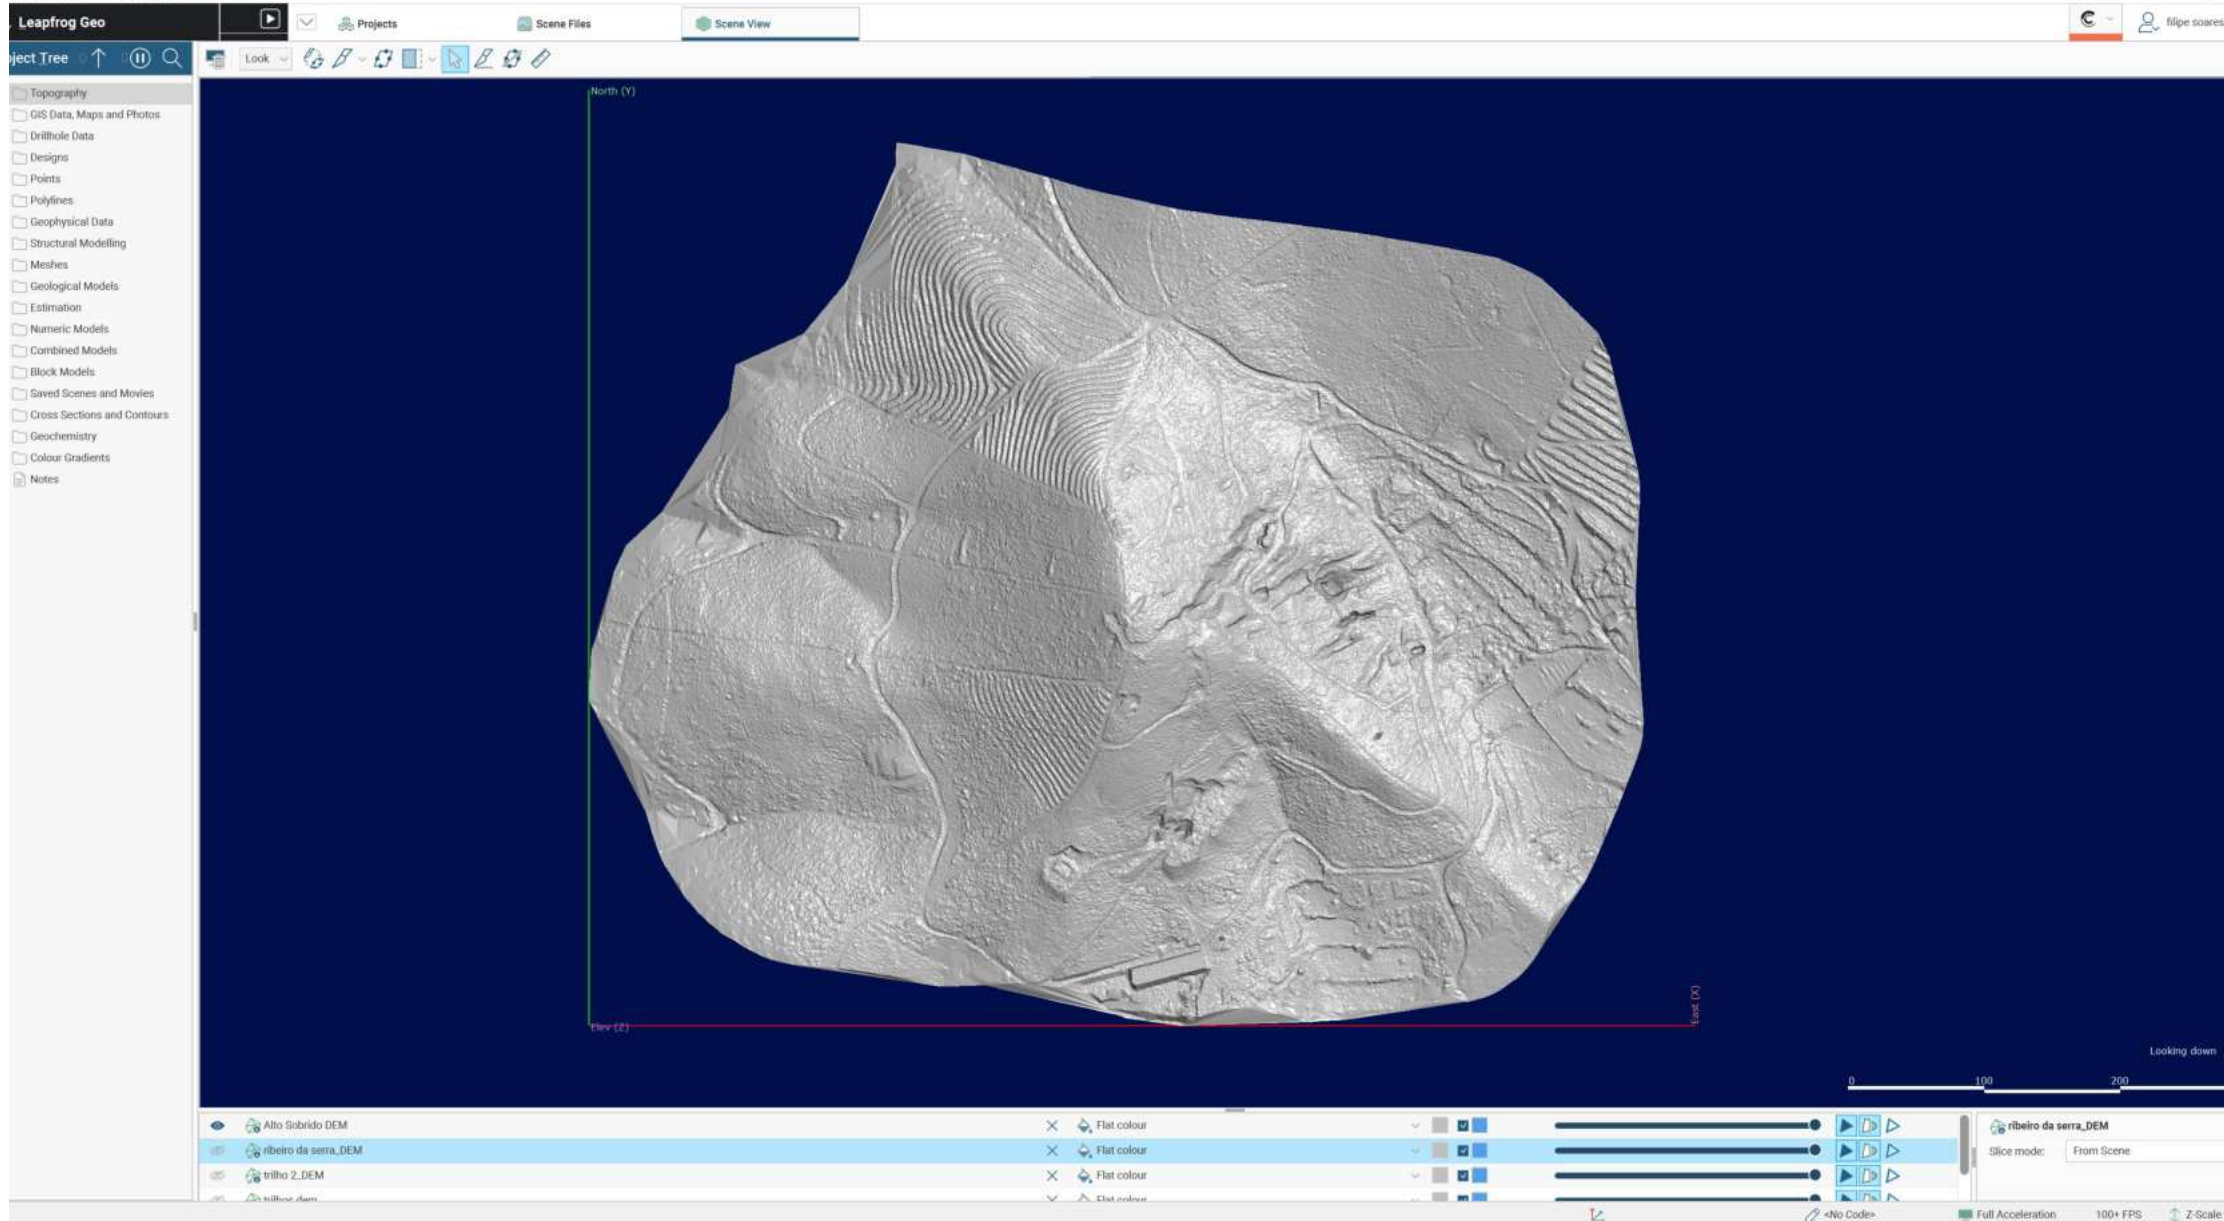 Leapfrog Geo
Projects
Scene Files
Scene View
filipe soares
ject Tree
Look
Topography
GIS Data, Maps and Photos
Drillhole Data
Designs
Points
Polylines
Geophysical Data
Structural Modelling
Meshes
Geological Models
Estimation
Numeric Models
Combined Models
Block Models
Saved Scenes and Movies
Cross Sections and Contours
Geochemistry
Colour Gradients
Notes
North (Y)
Elev (Z)
East (X)
Looking down
0 100 200
Alto Sobrido DEM Flat colour
ribeiro da serra_DEM Flat colour
trilho 2_DEM Flat colour
trilhos dem Flat colour
ribeiro da serra_DEM
Slice mode: From Scene
<No Code> Full Acceleration 100+ FPS Z-Scale